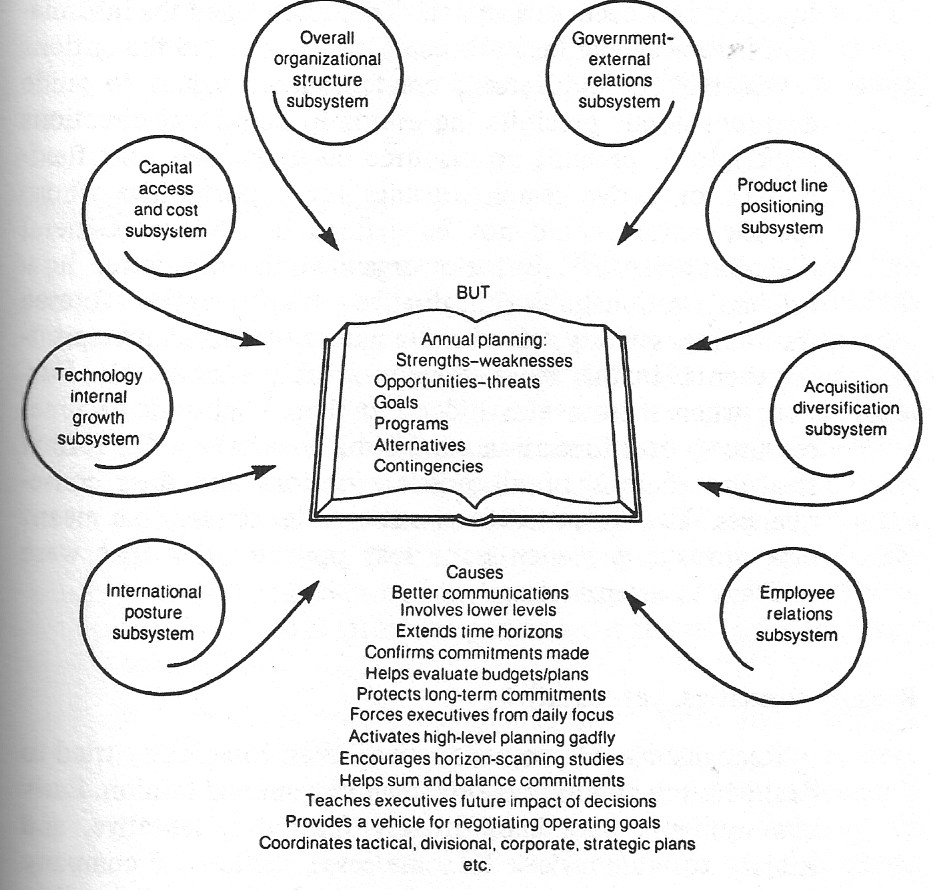 Overall
organizational
structure
subsystem
Government-
external
relations
subsystem
Capital
access
and cost
subsystem
Product line
positioning
subsystem
BUT
Annual planning:
Strengths–weaknesses
Opportunities–threats
Goals
Programs
Alternatives
Contingencies
Technology
internal
growth
subsystem
Acquisition
diversification
subsystem
International
posture
subsystem
Employee
relations
subsystem
Causes
Better communications
Involves lower levels
Extends time horizons
Confirms commitments made
Helps evaluate budgets/plans
Protects long-term commitments
Forces executives from daily focus
Activates high-level planning gadfly
Encourages horizon-scanning studies
Helps sum and balance commitments
Teaches executives future impact of decisions
Provides a vehicle for negotiating operating goals
Coordinates tactical, divisional, corporate, strategic plans
etc.